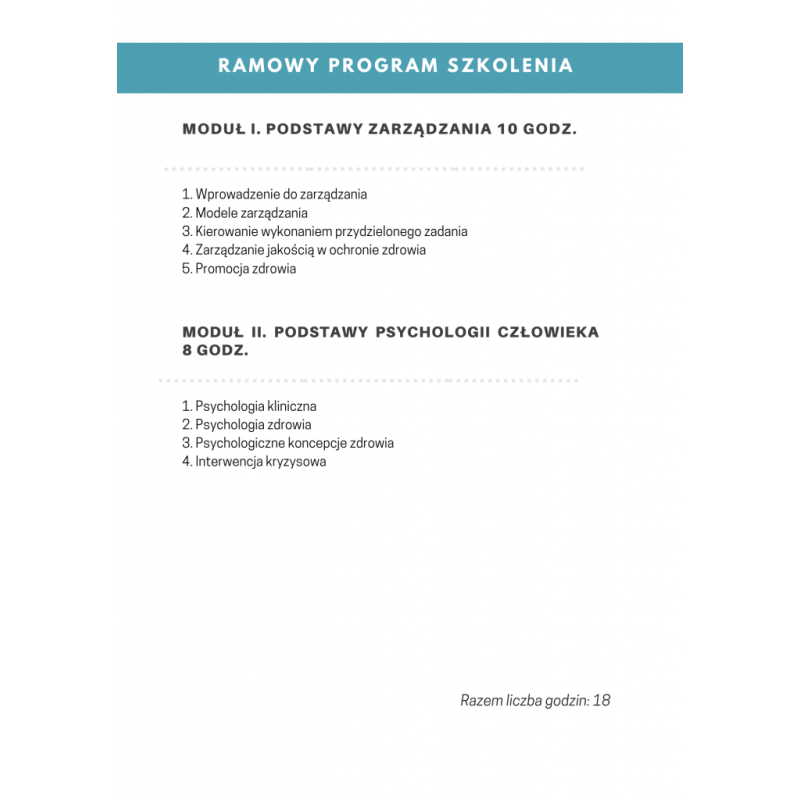 RAMOWY PROGRAM SZKOLENIA
MODUŁ I. PODSTAWY ZARZĄDZANIA 10 GODZ.
1. Wprowadzenie do zarządzania
2. Modele zarządzania
3. Kierowanie wykonaniem przydzielonego zadania
4. Zarządzanie jakością w ochronie zdrowia
5. Promocja zdrowia
MODUŁ II. PODSTAWY PSYCHOLOGII CZŁOWIEKA
8 GODZ.
1. Psychologia kliniczna
2. Psychologia zdrowia
3. Psychologiczne koncepcje zdrowia
4. Interwencja kryzysowa
Razem liczba godzin: 18